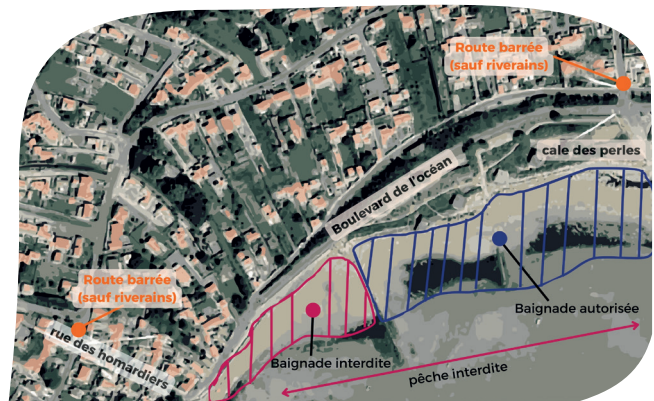 Route barrée
(sauf riverains)
cale des perles
Boulevard de l'océan
Route barrée
(sauf riverains)
rue des homardiers
Baignade autorisée
Baignade interdite
pêche interdite